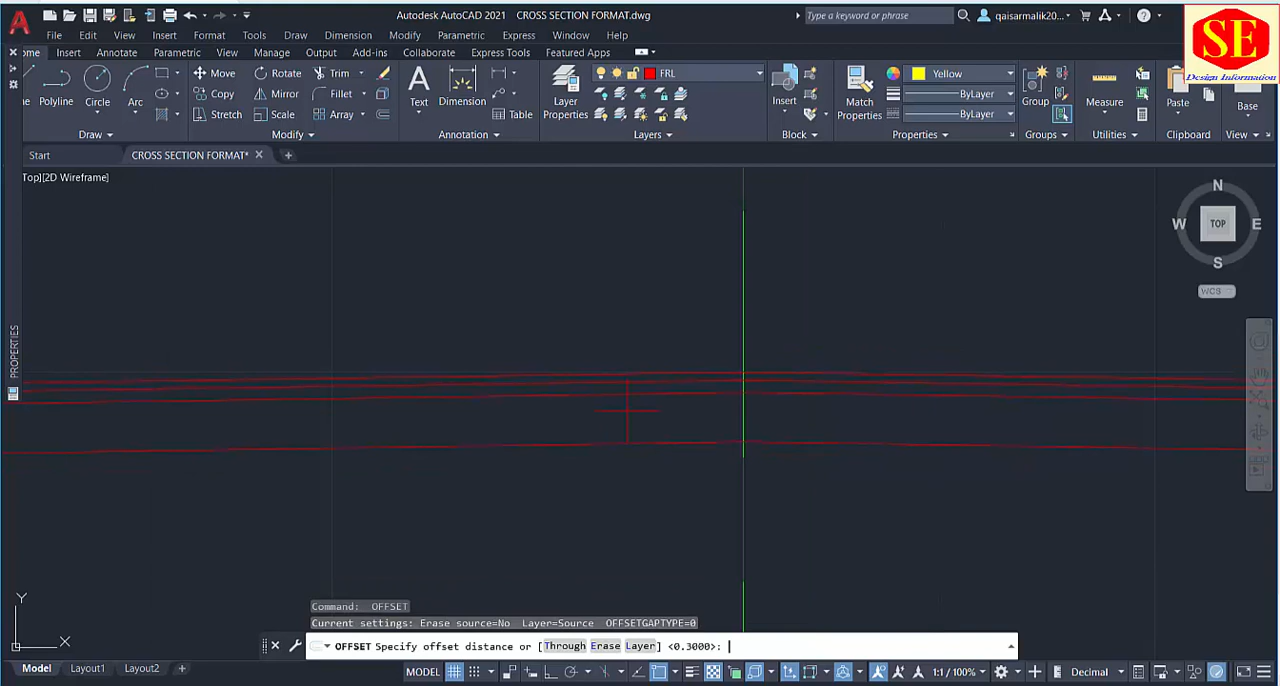 Autodesk AutoCAD 2021 CROSS SECTION FORMAT.dwg
Type a keyword or phrase
qaisarmalik20...
SE
Design Information
File Edit View Insert Format Tools Draw Dimension Modify Parametric Express Window Help
ome Insert Annotate Parametric View Manage Output Add-ins Collaborate Express Tools Featured Apps
Move Rotate Trim
FRL
Yellow
Polyline Circle Arc
Copy Mirror Fillet
Text Dimension
Layer Properties
Insert
Match Properties
ByLayer
Group Measure Paste Base
Stretch Scale Array
Table
ByLayer
Draw Modify Annotation Layers Block Properties Groups Utilities Clipboard View
Start CROSS SECTION FORMAT*
Top][2D Wireframe]
N
W TOP E
S
WCS
PROPERTIES
Command: OFFSET
Current settings: Erase source=No Layer=Source OFFSETGAPTYPE=0
OFFSET Specify offset distance or [Through Erase Layer] <0.3000>:
Y
X
Model Layout1 Layout2 +
MODEL 1:1 / 100% Decimal